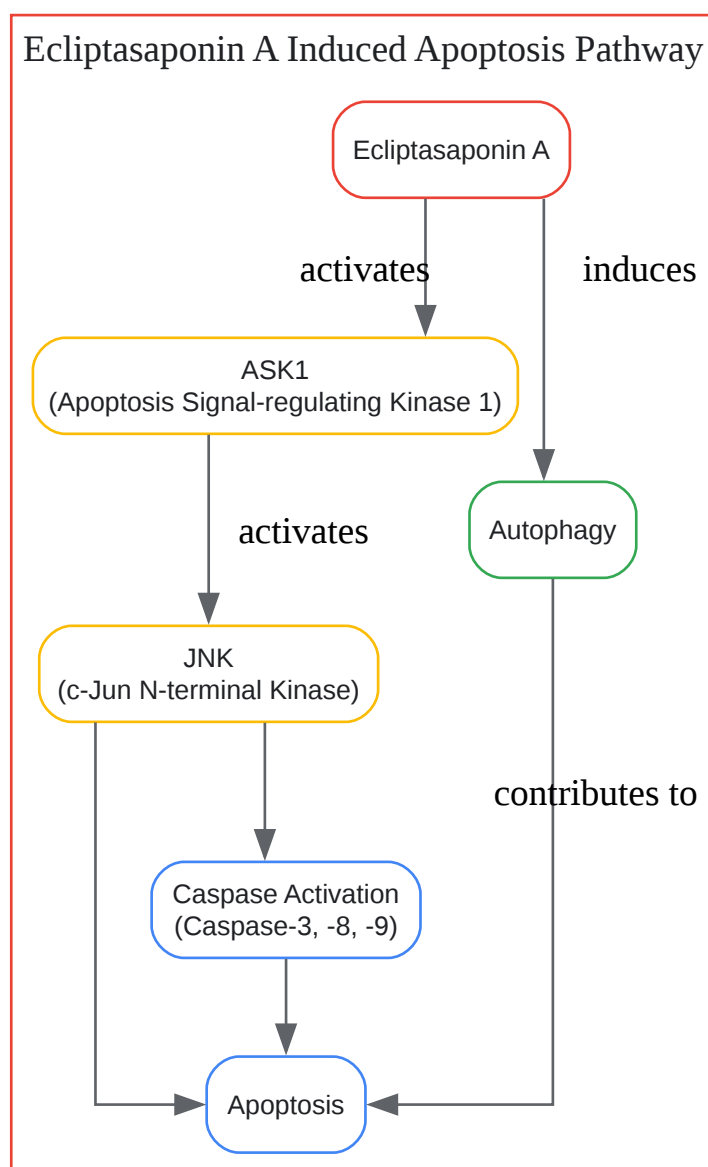 Ecliptasaponin A Induced Apoptosis Pathway
Ecliptasaponin A
activates
induces
ASK1
(Apoptosis Signal-regulating Kinase 1)
activates
Autophagy
JNK
(c-Jun N-terminal Kinase)
contributes to
Caspase Activation
(Caspase-3, -8, -9)
Apoptosis